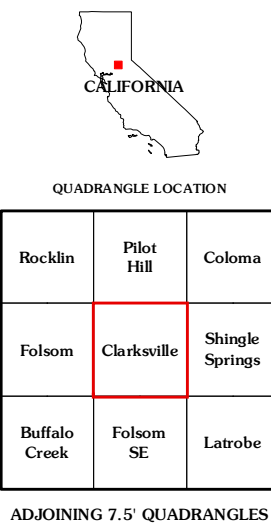 CALIFORNIA
QUADRANGLE LOCATION
Rocklin
Pilot
Hill
Coloma
Folsom
Clarksville
Shingle
Springs
Buffalo
Creek
Folsom
SE
Latrobe
ADJOINING 7.5' QUADRANGLES